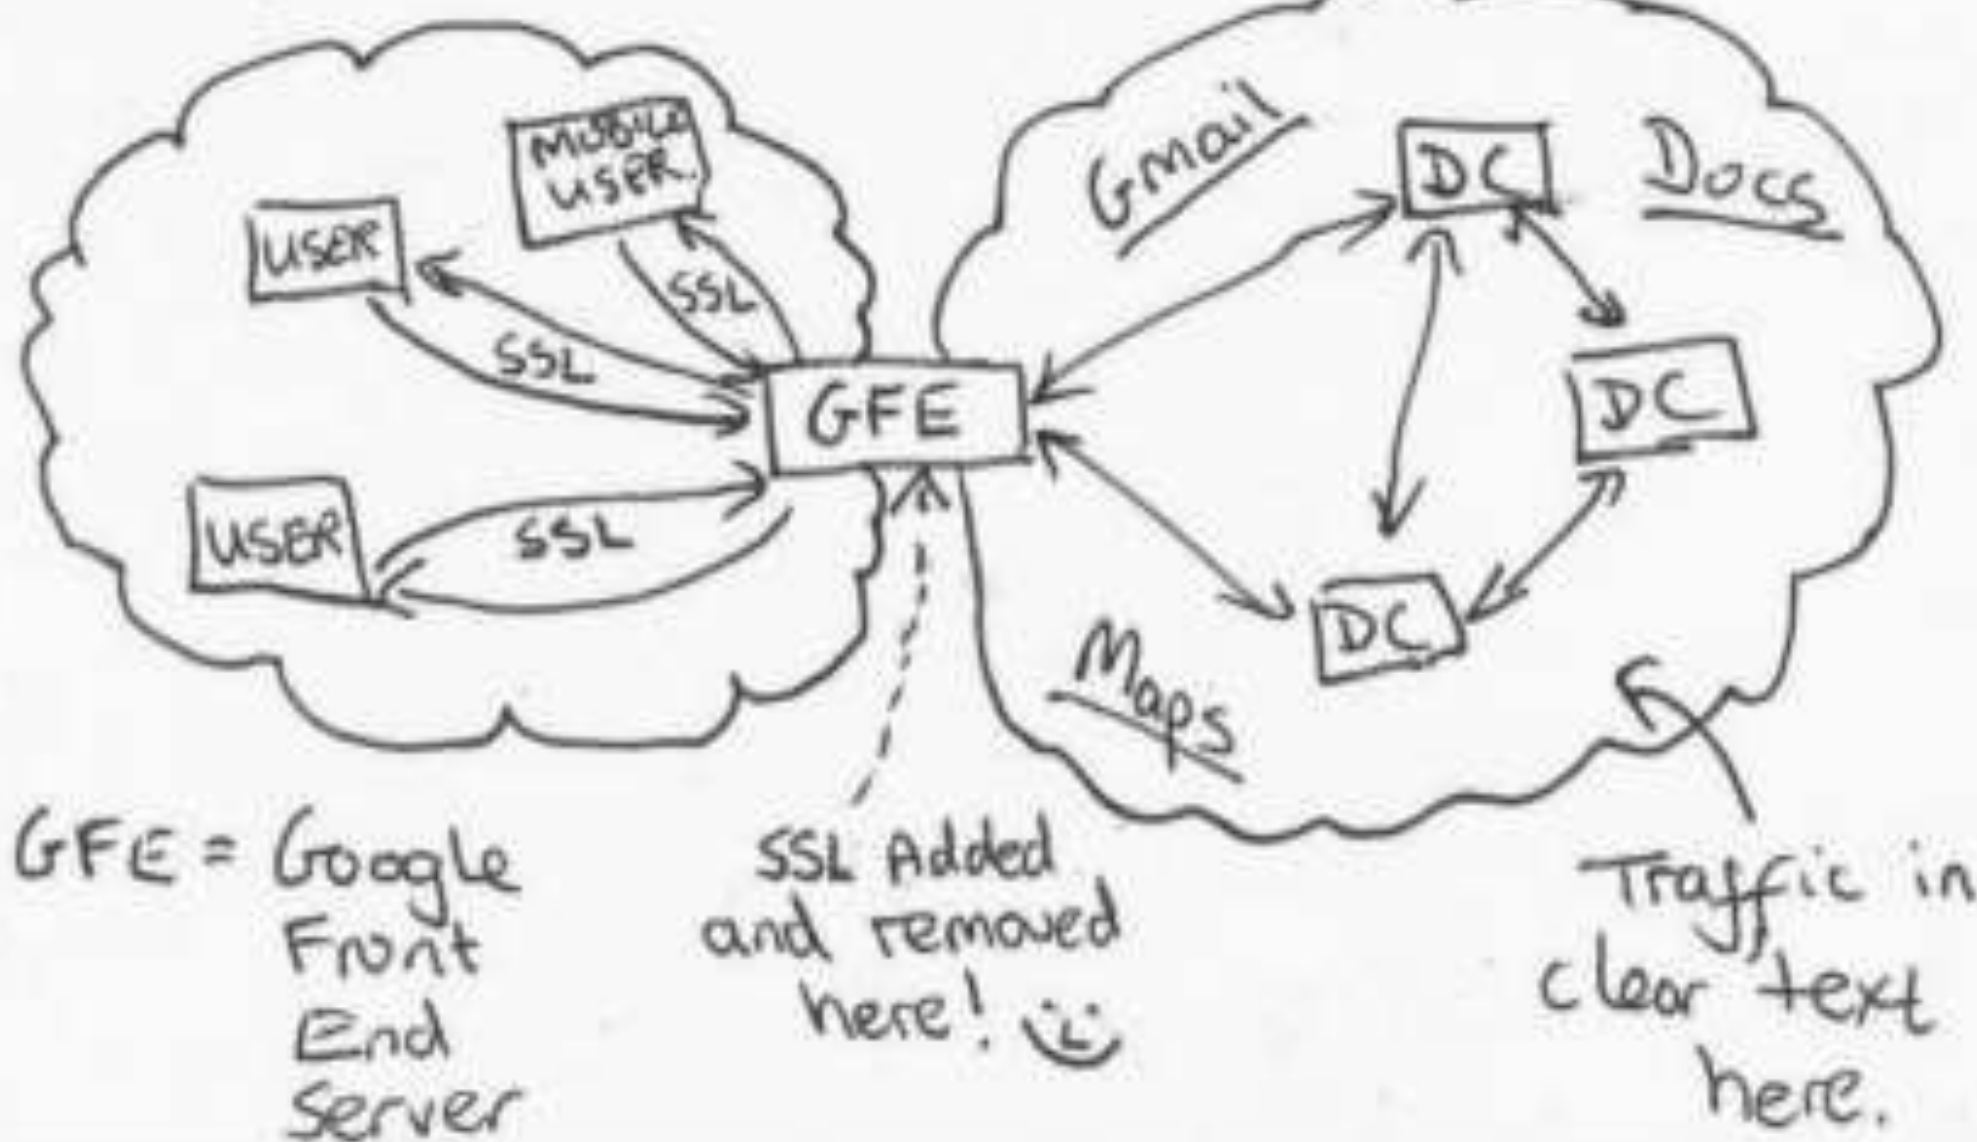 MOBILE
USER.
USER
SSL
SSL
USER
SSL
GFE
Gmail
DC
Docs
DC
DC
Maps
GFE = Google
Front
End
Server
SSL Added
and removed
here!
Traffic in
clear text
here.